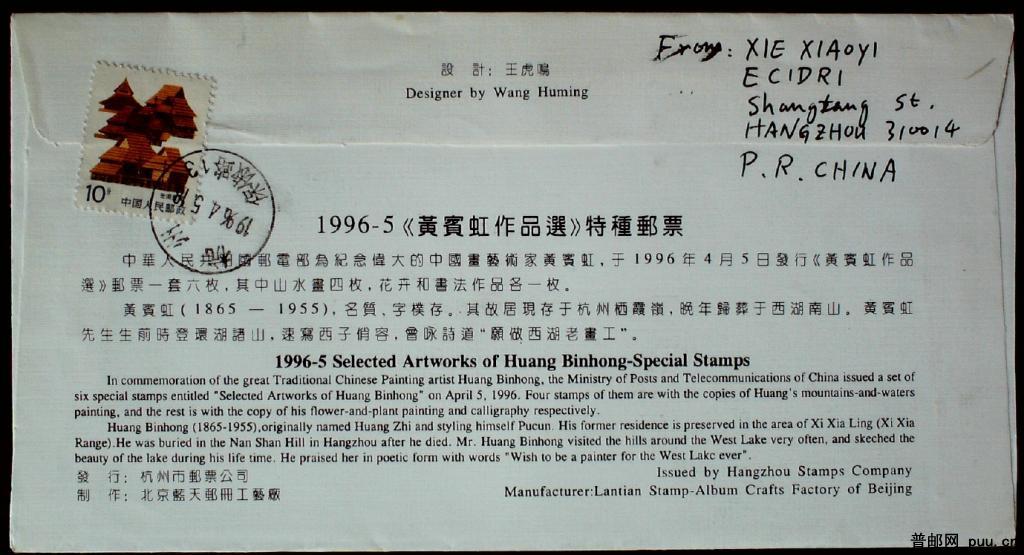 From: XIE XIAOYI
ECIDRI
Shangtang St.
HANGZHOU 310014
P.R. CHINA
設 計: 王虎鳴
Designer by Wang Huming
10分
中国人民邮政
1996.4.5
杭州
1996-5《黃賓虹作品選》特種郵票
中華人民共和國郵電部為紀念偉大的中國畫藝術家黃賓虹,于1996年4月5日發行《黃賓虹作品
選》郵票一套六枚,其中山水畫四枚,花卉和書法作品各一枚。
黃賓虹(1865 — 1955),名質、字樸存。其故居現存于杭州栖霞嶺,晚年歸葬于西湖南山。黃賓虹
先生生前時登環湖諸山,速寫西子俏容,曾咏詩道"願做西湖老畫工"。
1996-5 Selected Artworks of Huang Binhong-Special Stamps
In commemoration of the great Traditional Chinese Painting artist Huang Binhong, the Ministry of Posts and Telecommunications of China issued a set of
six special stamps entitled "Selected Artworks of Huang Binhong" on April 5, 1996. Four stamps of them are with the copies of Huang's mountains-and-waters
painting, and the rest is with the copy of his flower-and-plant painting and calligraphy respectively.
Huang Binhong (1865-1955),originally named Huang Zhi and styling himself Pucun. His former residence is preserved in the area of Xi Xia Ling (Xi Xia
Range).He was buried in the Nan Shan Hill in Hangzhou after he died. Mr. Huang Binhong visited the hills around the West Lake very often, and skeched the
beauty of the lake during his life time. He praised her in poetic form with words "Wish to be a painter for the West Lake ever".
發 行: 杭州市郵票公司
Issued by Hangzhou Stamps Company
制 作: 北京藍天郵冊工藝廠
Manufacturer:Lantian Stamp-Album Crafts Factory of Beijing
普邮网 puu.cn